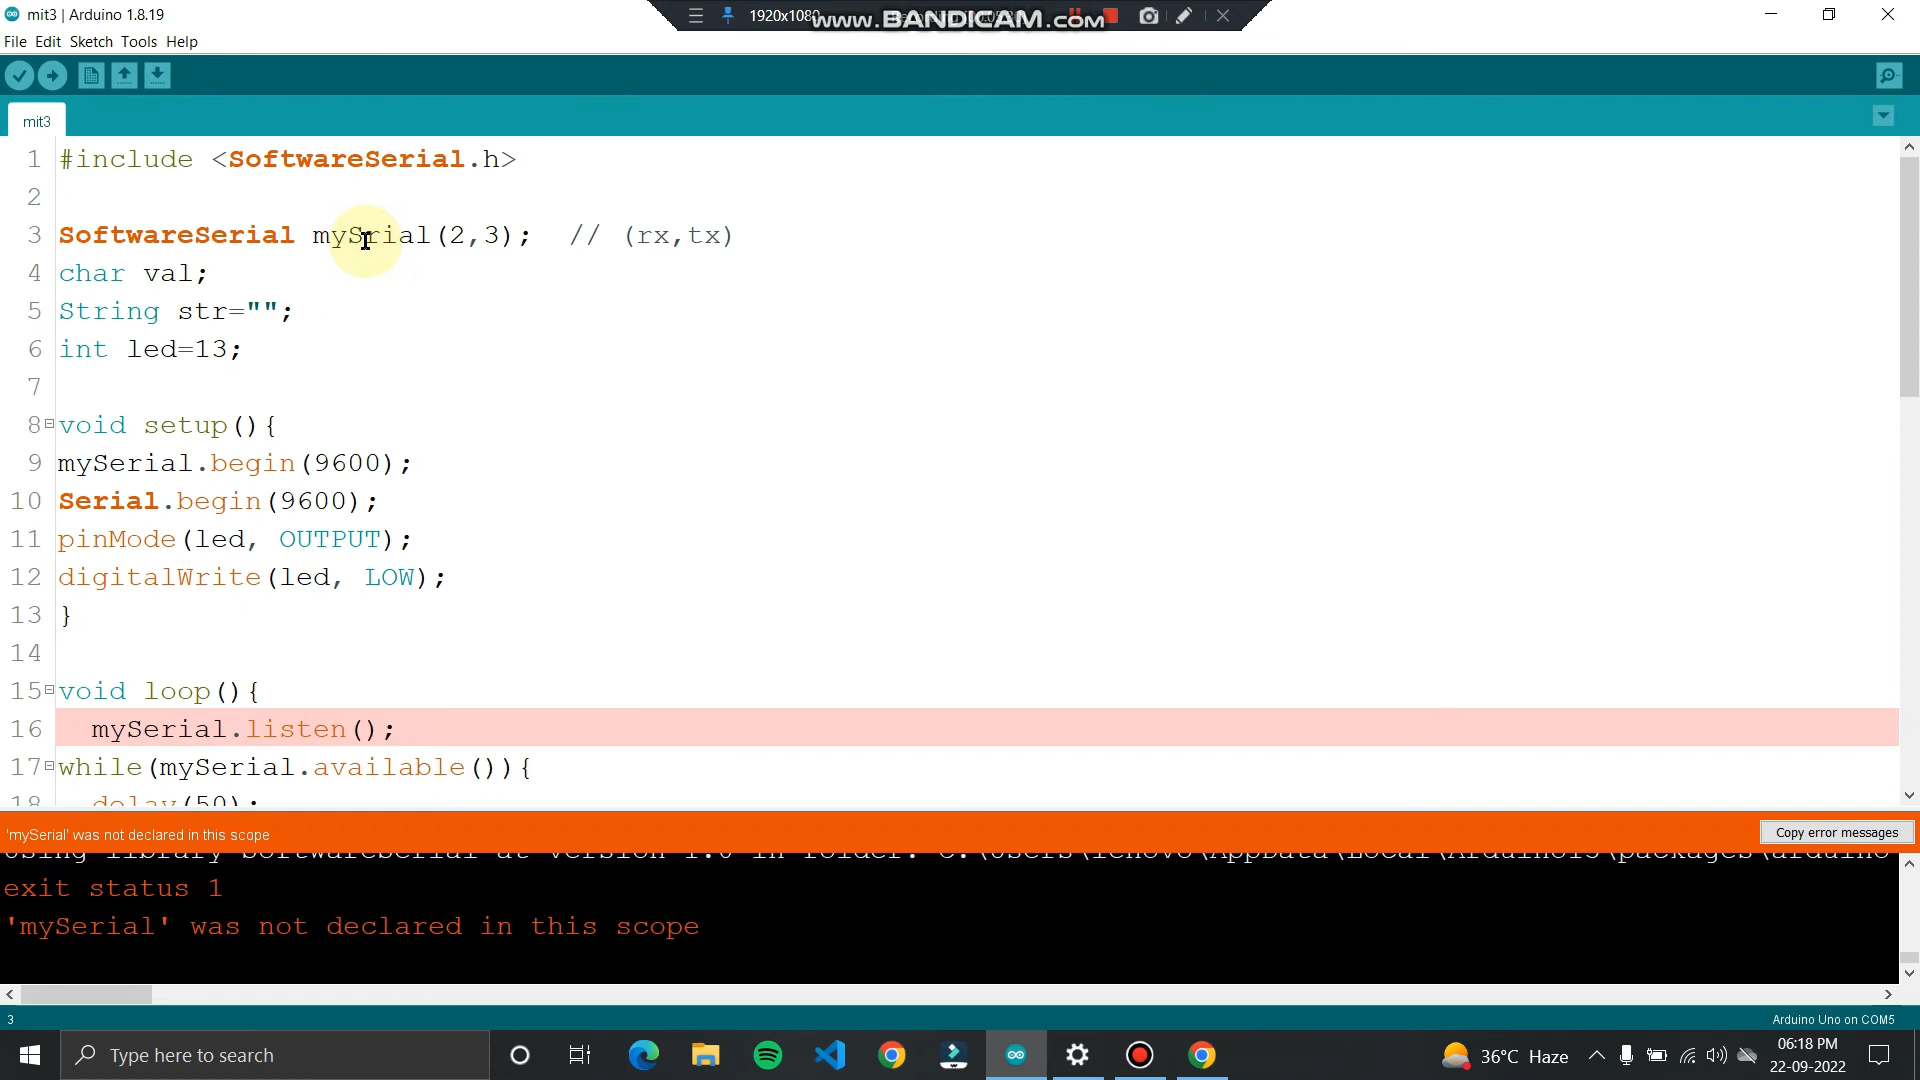 mit3 | Arduino 1.8.19
1920x1080
www.BANDICAM.com
File Edit Sketch Tools Help
mit3
1 #include <SoftwareSerial.h>
2
3 SoftwareSerial mySrial(2,3);  // (rx,tx)
4 char val;
5 String str="";
6 int led=13;
7
8 void setup(){
9 mySerial.begin(9600);
10 Serial.begin(9600);
11 pinMode(led, OUTPUT);
12 digitalWrite(led, LOW);
13 }
14
15 void loop(){
16   mySerial.listen();
17 while(mySerial.available()){
18   delay(50);
'mySerial' was not declared in this scope
Copy error messages
Using library SoftwareSerial at version 1.0 in folder: C:\Users\lenovo\AppData\Local\Arduino15\packages\arduino
exit status 1
'mySerial' was not declared in this scope
3
Arduino Uno on COM5
Type here to search
36°C Haze
06:18 PM
22-09-2022